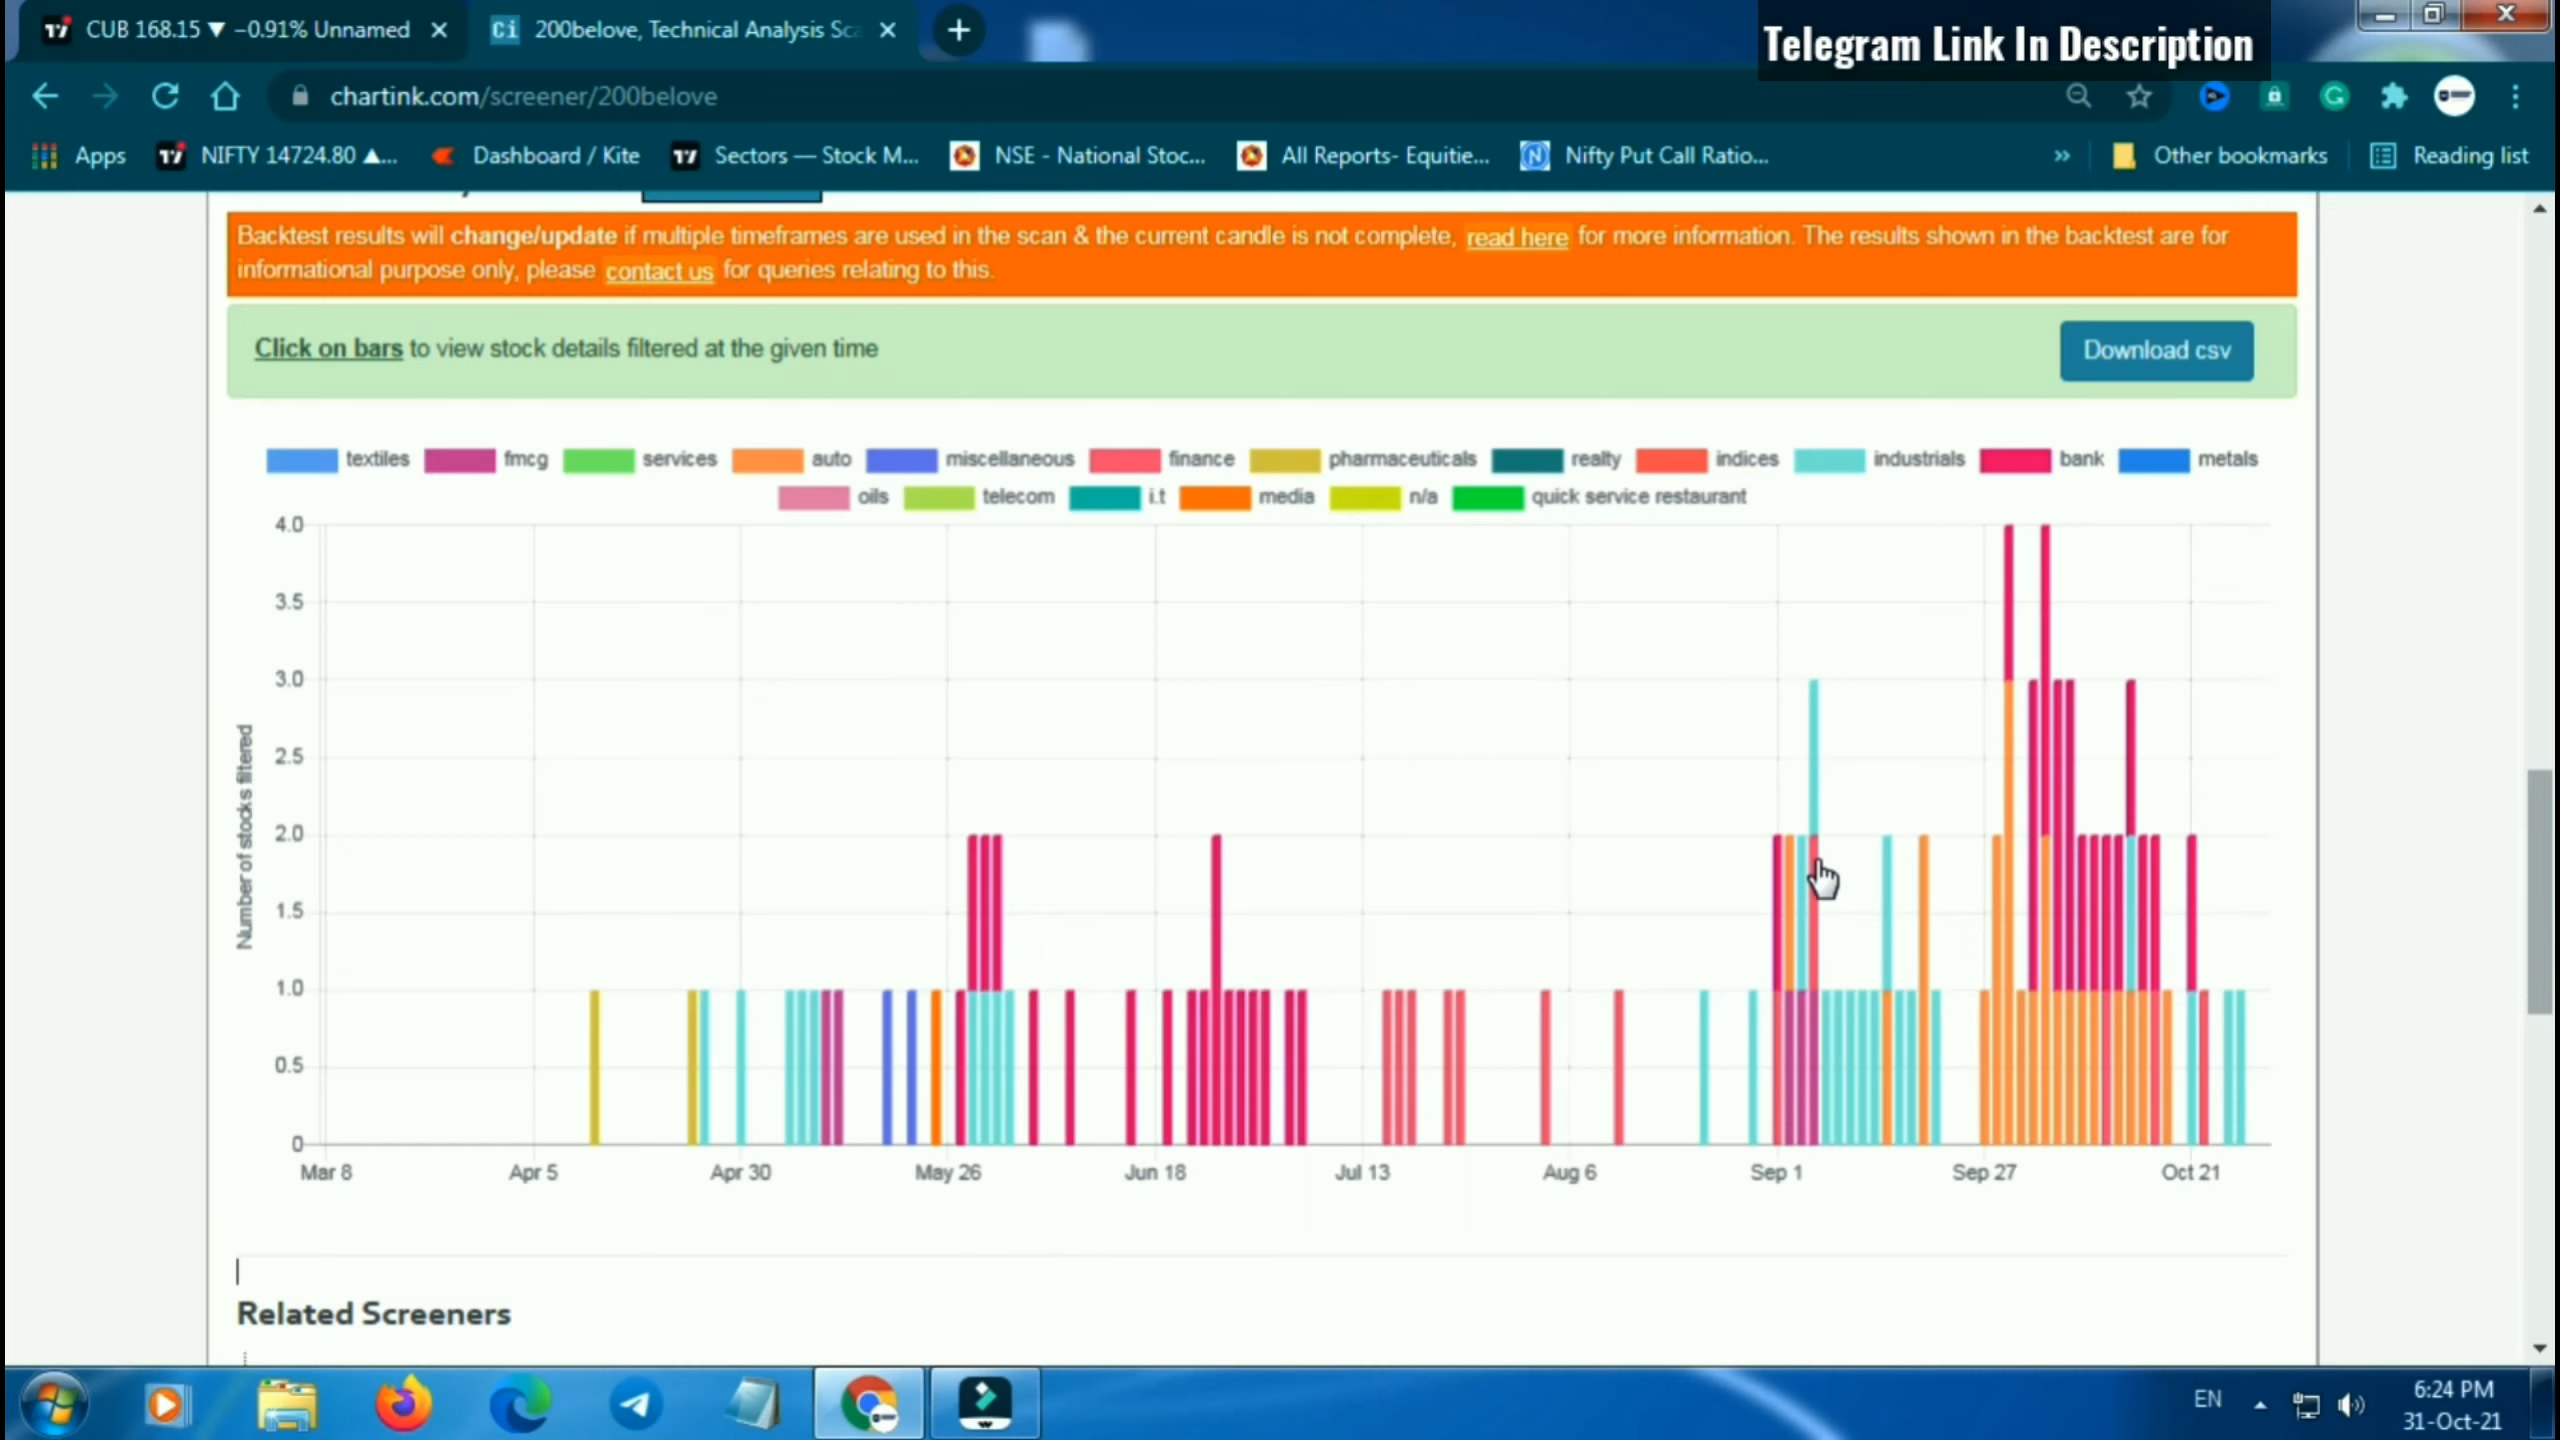 CUB 168.15 ▼ −0.91% Unnamed
200belove, Technical Analysis Sca
Telegram Link In Description
chartink.com/screener/200belove
Apps
NIFTY 14724.80 ▲...
Dashboard / Kite
Sectors — Stock M...
NSE - National Stoc...
All Reports- Equitie...
Nifty Put Call Ratio...
»
Other bookmarks
Reading list
Backtest results will change/update if multiple timeframes are used in the scan & the current candle is not complete, read here for more information. The results shown in the backtest are for
informational purpose only, please contact us for queries relating to this.
Click on bars to view stock details filtered at the given time
Download csv
textiles fmcg services auto miscellaneous finance pharmaceuticals realty indices industrials bank metals
oils telecom i.t media n/a quick service restaurant
Number of stocks filtered
4.0
3.5
3.0
2.5
2.0
1.5
1.0
0.5
0
Mar 8 Apr 5 Apr 30 May 26 Jun 18 Jul 13 Aug 6 Sep 1 Sep 27 Oct 21
Related Screeners
EN
6:24 PM
31-Oct-21